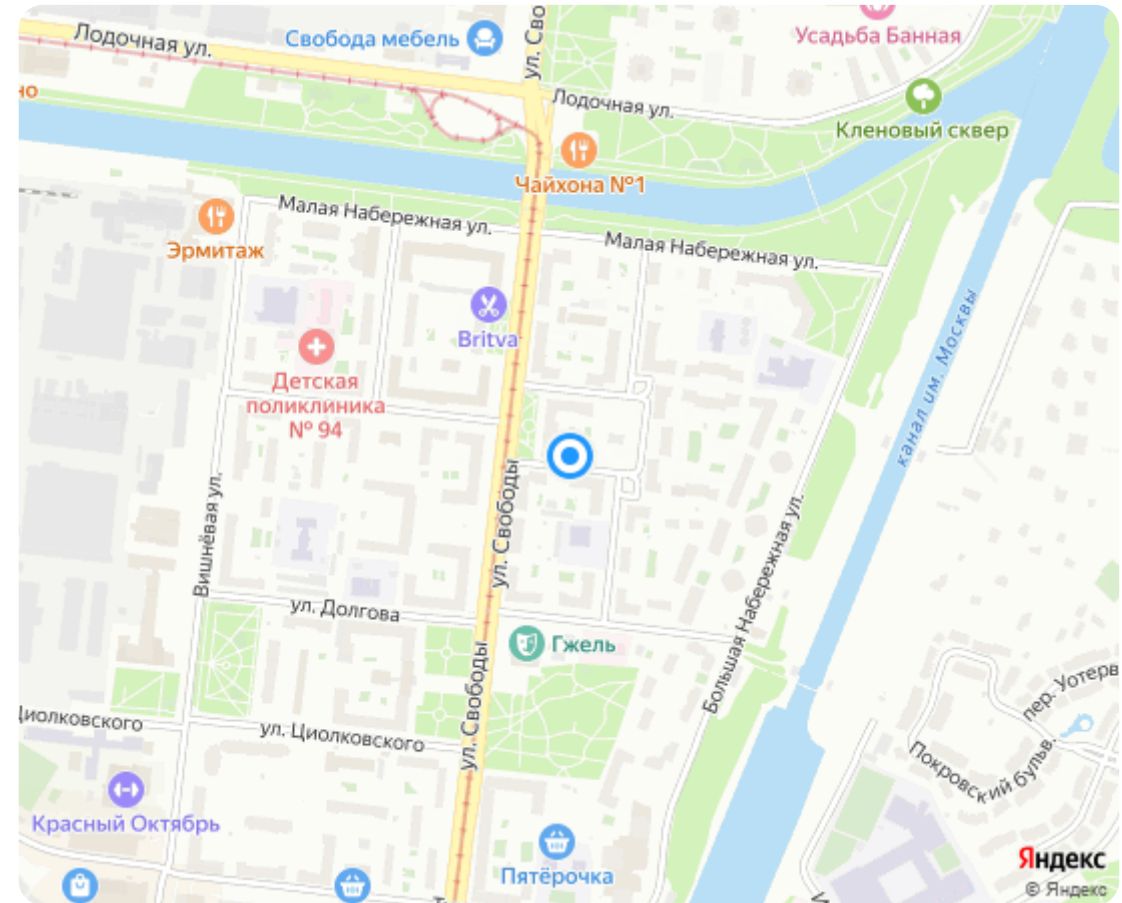 Лодочная ул.
Свобода мебель
ул. Сво
Усадьба Банная
но
Лодочная ул.
Кленовый сквер
Чайхона №1
Малая Набережная ул.
Эрмитаж
Малая Набережная ул.
Britva
канал им. Москвы
Детская
поликлиника
№ 94
ул. Свободы
Вишнёвая ул.
Большая Набережная ул.
ул. Долгова
Гжель
ул. Свободы
пер. Уотерв
Циолковского
ул. Циолковского
Покровский бульв.
Красный Октябрь
Пятёрочка
Яндекс
© Яндекс